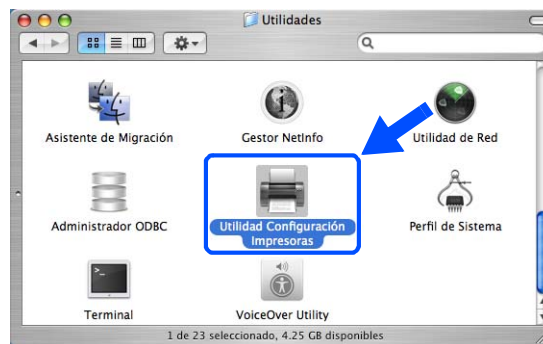 Utilidades
Asistente de Migración
Gestor NetInfo
Utilidad de Red
Administrador ODBC
Utilidad Configuración
Impresoras
Perfil de Sistema
Terminal
VoiceOver Utility
1 de 23 seleccionado, 4.25 GB disponibles